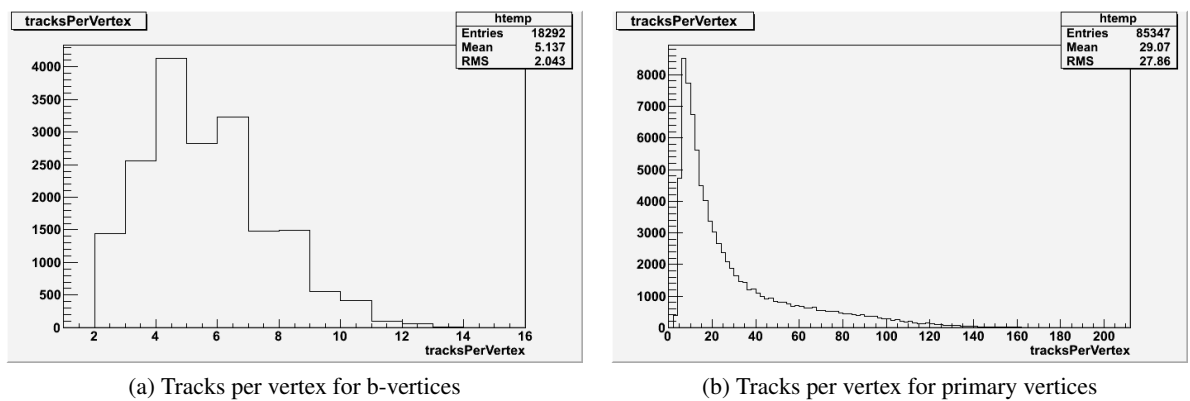 tracksPerVertex
htemp
Entries 18292
Mean 5.137
RMS 2.043
4000
3500
3000
2500
2000
1500
1000
500
0
2 4 6 8 10 12 14 16
tracksPerVertex
(a) Tracks per vertex for b-vertices
tracksPerVertex
htemp
Entries 85347
Mean 29.07
RMS 27.86
8000
7000
6000
5000
4000
3000
2000
1000
0
0 20 40 60 80 100 120 140 160 180 200
tracksPerVertex
(b) Tracks per vertex for primary vertices